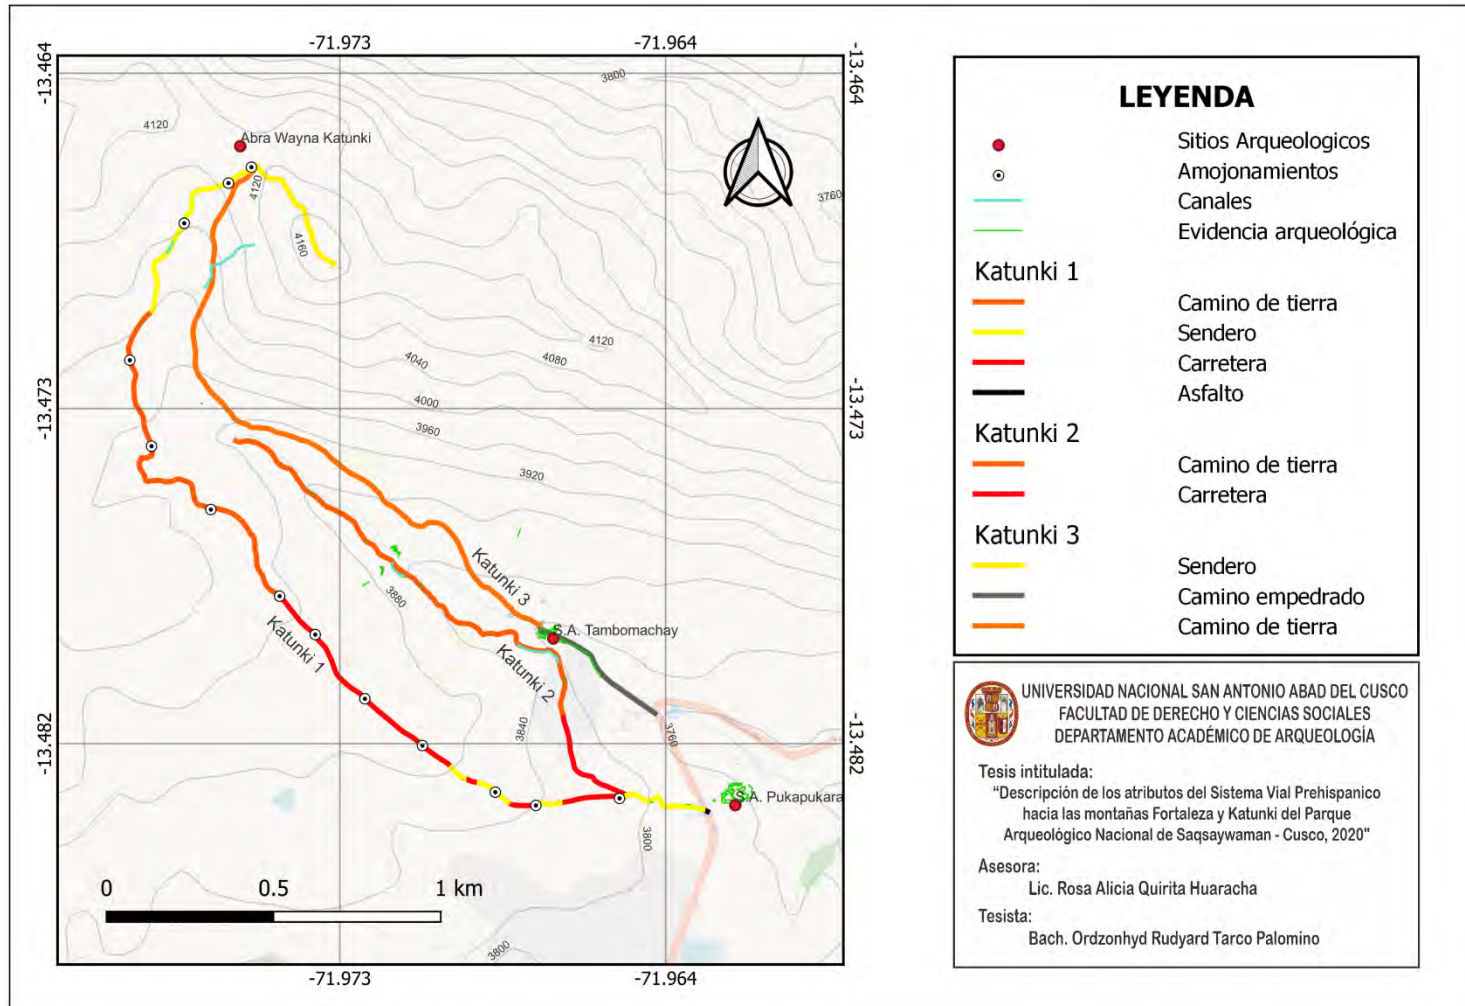 -71.973
-71.964
-13.464
-13.464
3800
4120
Abra Wayna Katunki
4120
3760
4160
4120
4040
4080
-13.473
-13.473
4000
3960
3920
Katunki 3
3880
S.A. Tambomachay
Katunki 1
Katunki 2
3840
3760
-13.482
-13.482
S.A. Pukapukara
3800
0
0.5
1 km
3800
-71.973
-71.964
LEYENDA
Sitios Arqueologicos
Amojonamientos
Canales
Evidencia arqueológica
Katunki 1
Camino de tierra
Sendero
Carretera
Asfalto
Katunki 2
Camino de tierra
Carretera
Katunki 3
Sendero
Camino empedrado
Camino de tierra
UNIVERSIDAD NACIONAL SAN ANTONIO ABAD DEL CUSCO
FACULTAD DE DERECHO Y CIENCIAS SOCIALES
DEPARTAMENTO ACADÉMICO DE ARQUEOLOGÍA
Tesis intitulada:
"Descripción de los atributos del Sistema Vial Prehispanico
hacia las montañas Fortaleza y Katunki del Parque
Arqueológico Nacional de Saqsaywaman - Cusco, 2020"
Asesora:
Lic. Rosa Alicia Quirita Huaracha
Tesista:
Bach. Ordzonhyd Rudyard Tarco Palomino